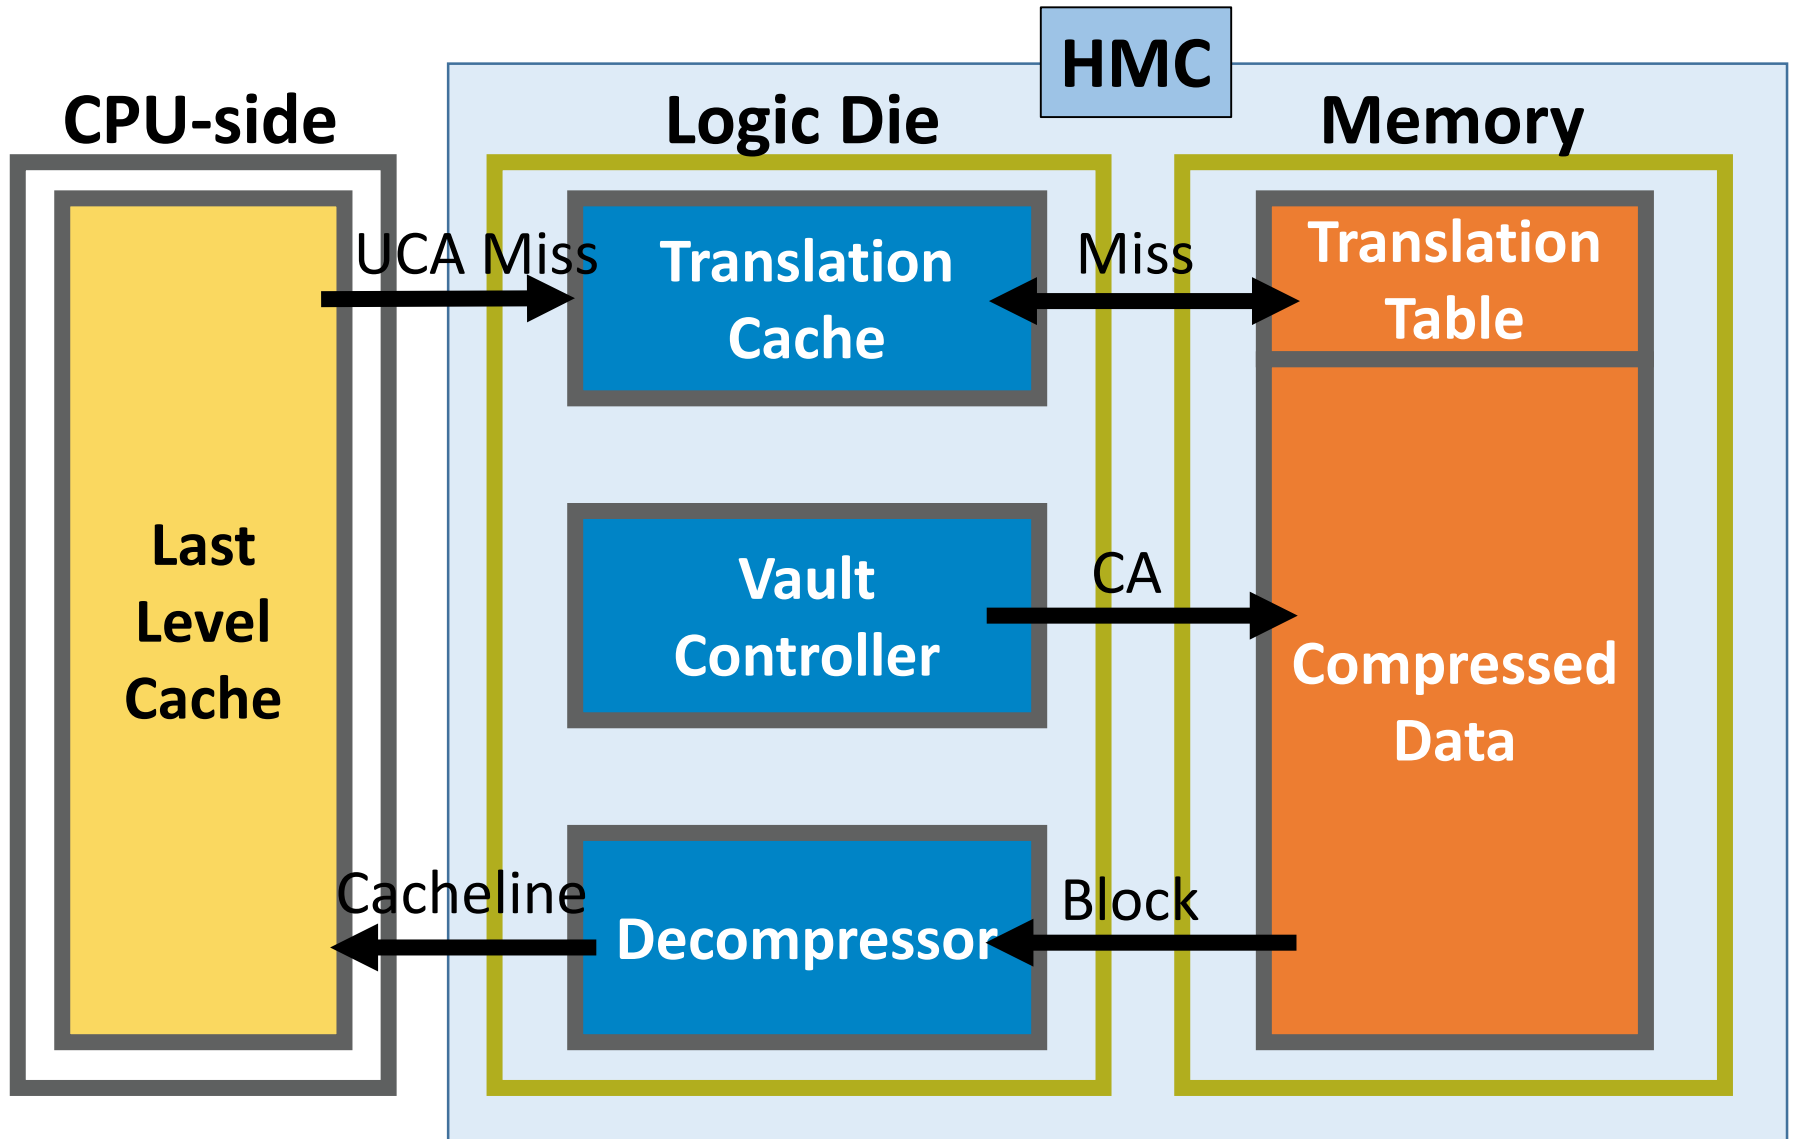 HMC
CPU-side
Logic Die
Memory
UCA Miss
Translation
Cache
Miss
Translation
Table
Last
Level
Cache
Vault
Controller
CA
Compressed
Data
Cacheline
Decompressor
Block